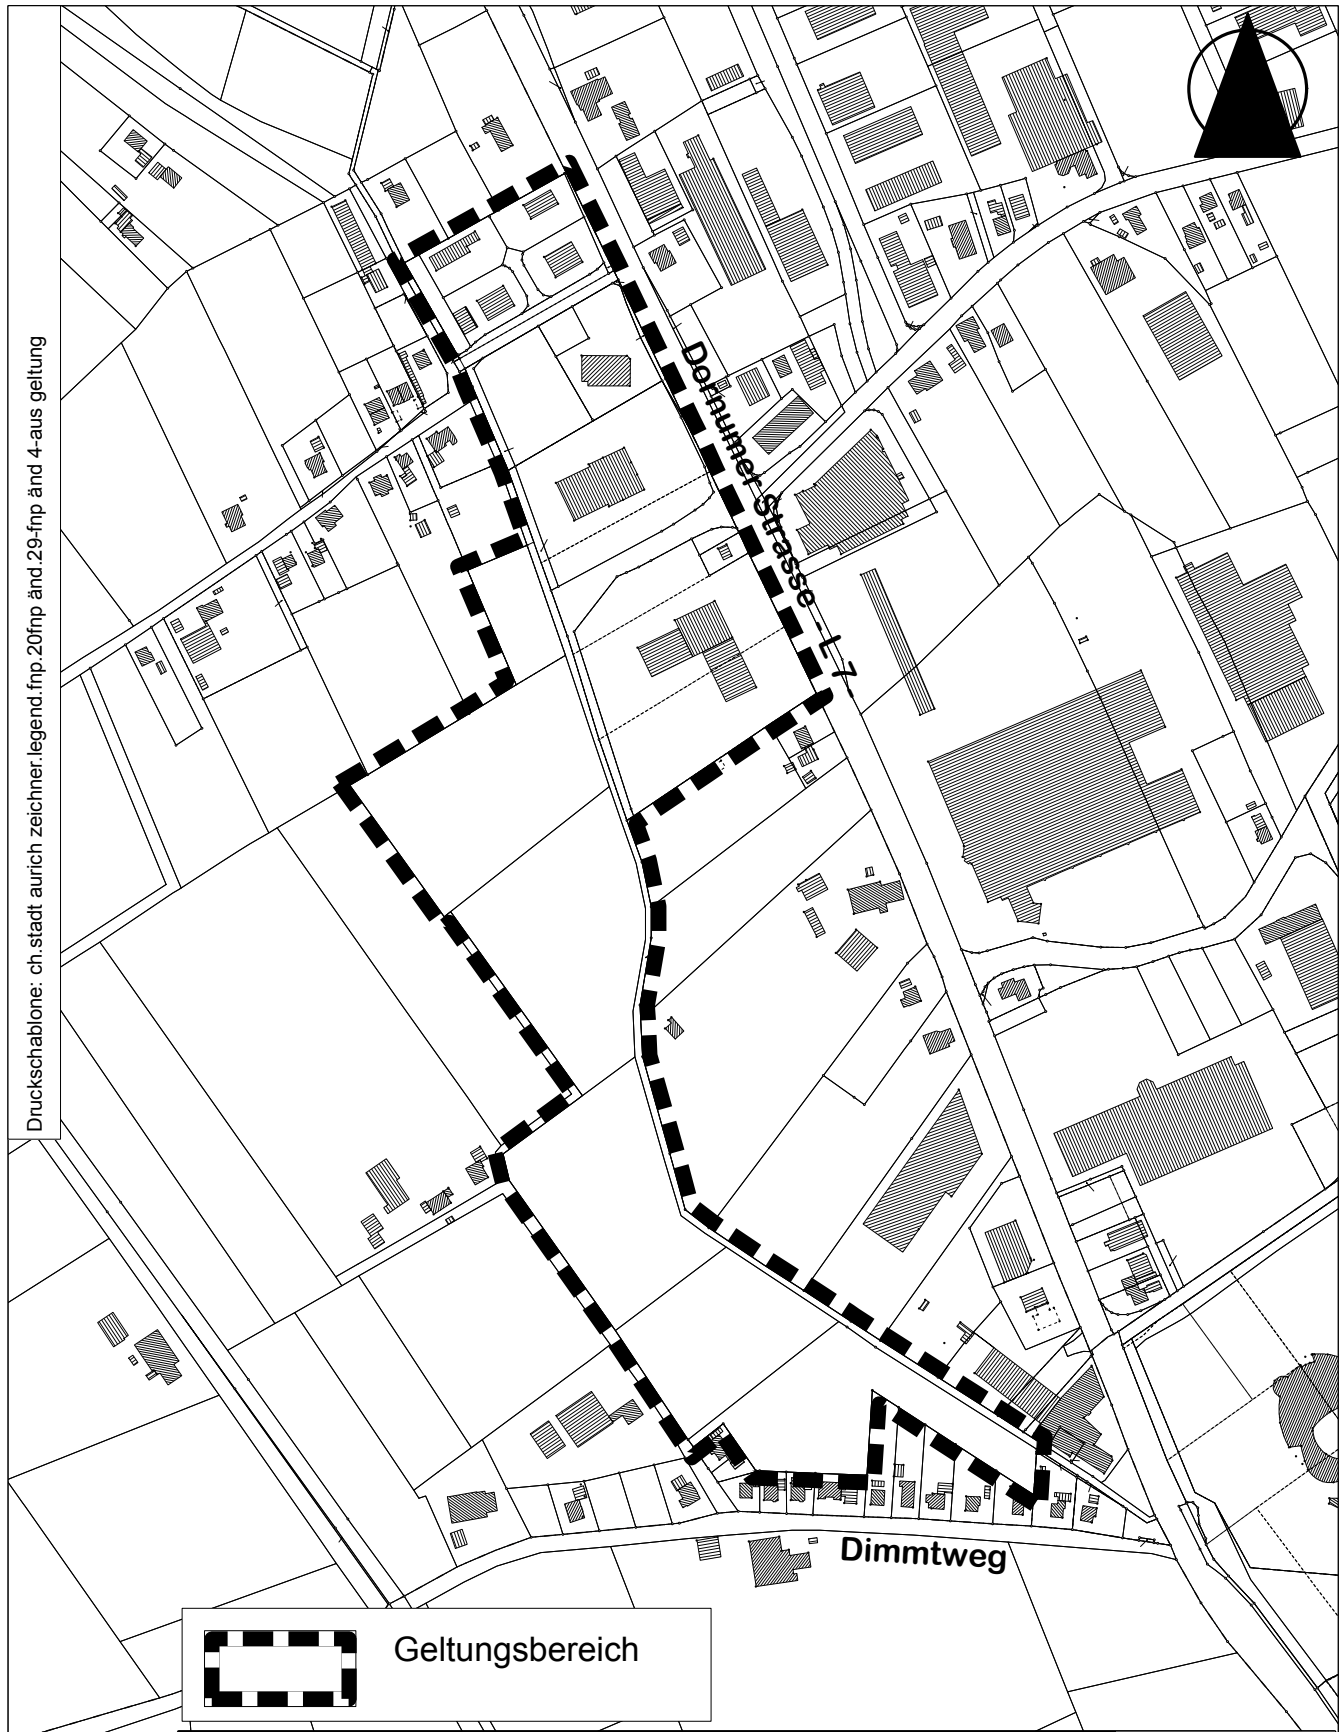 Druckschablone: ch.stadt aurich zeichner.legend.fnp.20fnp änd.29-fnp änd 4-aus geltung
Dornumer Strasse - L 7
Dimmtweg
Geltungsbereich